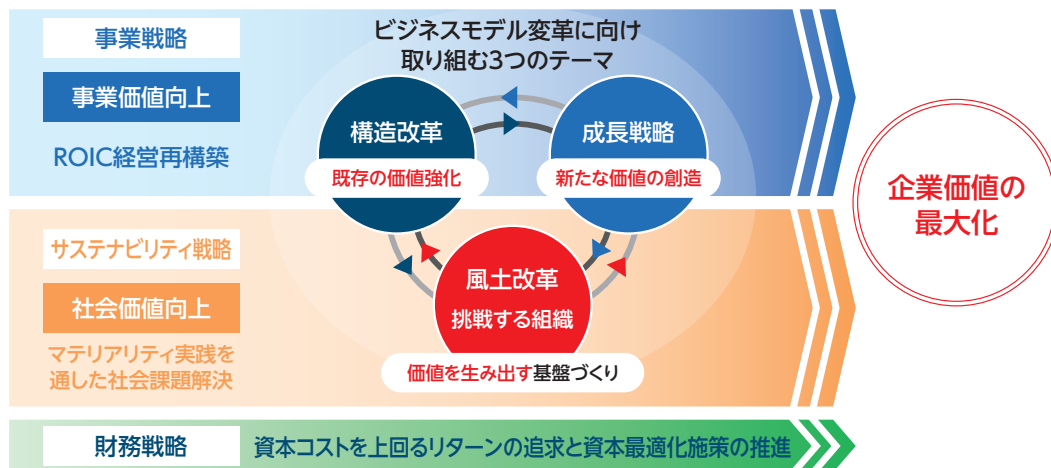 事業戦略
事業価値向上
ROIC経営再構築
ビジネスモデル変革に向け
取り組む3つのテーマ
構造改革
既存の価値強化
成長戦略
新たな価値の創造
サステナビリティ戦略
社会価値向上
マテリアリティ実践を
通した社会課題解決
風土改革
挑戦する組織
価値を生み出す基盤づくり
財務戦略
資本コストを上回るリターンの追求と資本最適化施策の推進
企業価値の
最大化